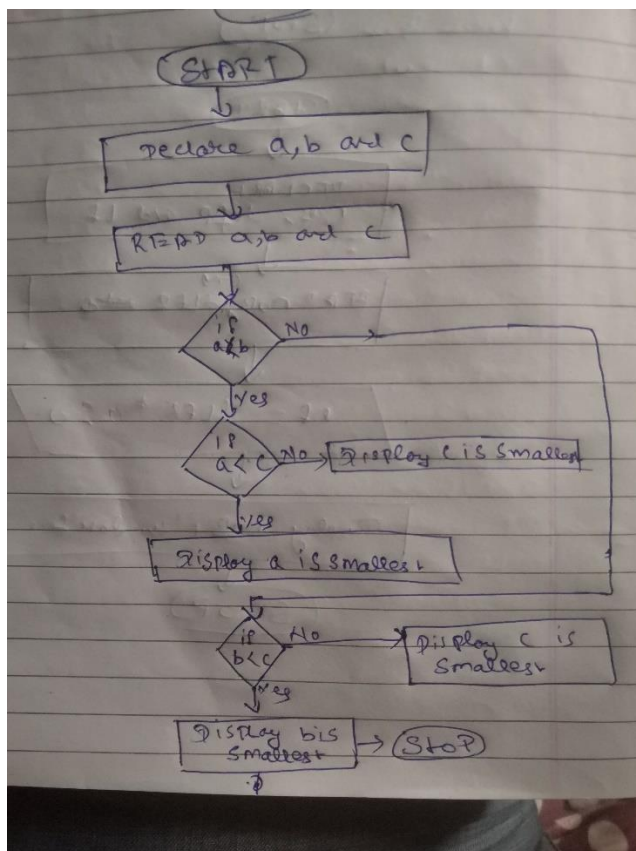 START
Declare a, b and c
READ a, b and c
if
a<b
No
Yes
if
a<c
No
Display c is smallest
Yes
Display a is smallest
if
b<c
No
Display c is
smallest
Yes
Display b is
smallest
STOP